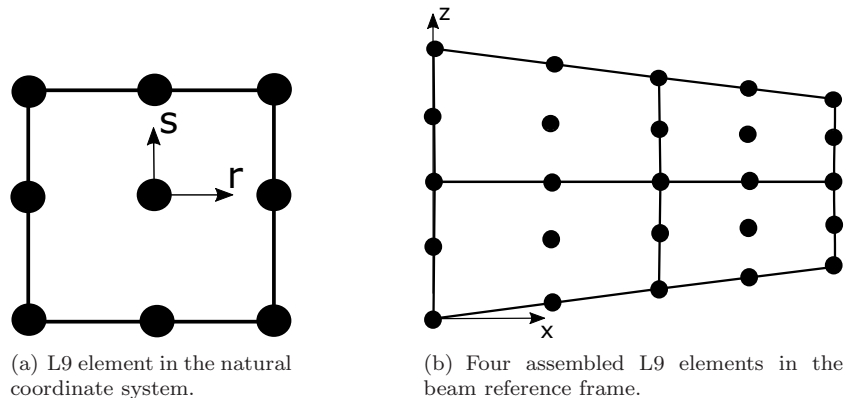 s
r
z
x
(a) L9 element in the natural
coordinate system.
(b) Four assembled L9 elements in the
beam reference frame.